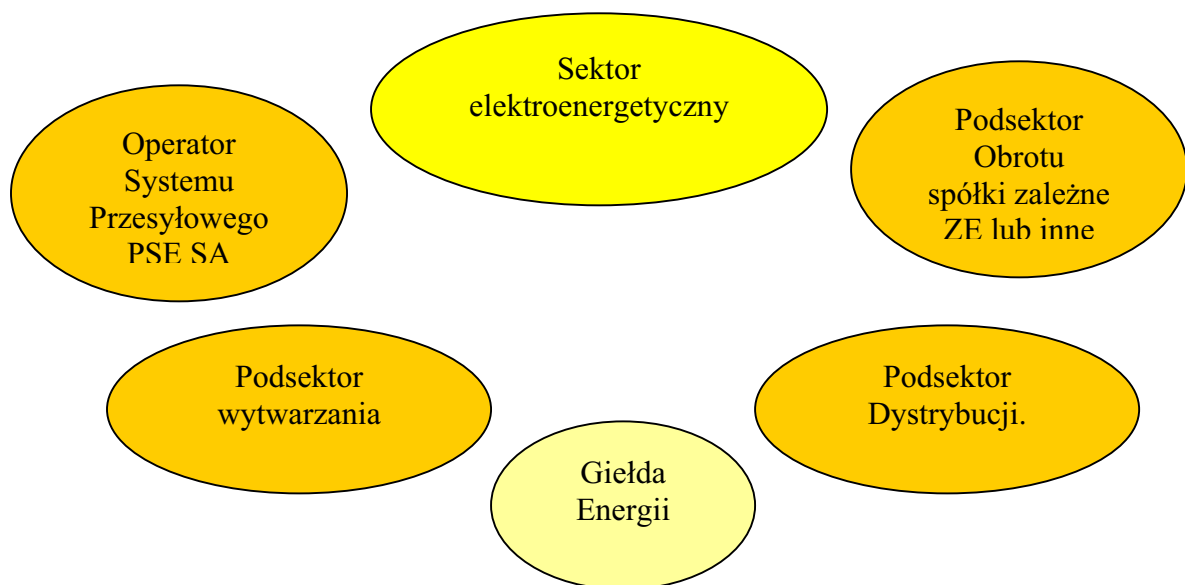 Sektor
elektroenergetyczny
Operator
Systemu
Przesyłowego
PSE SA
Podsektor
Obrotu
spółki zależne
ZE lub inne
Podsektor
wytwarzania
Podsektor
Dystrybucji.
Giełda
Energii